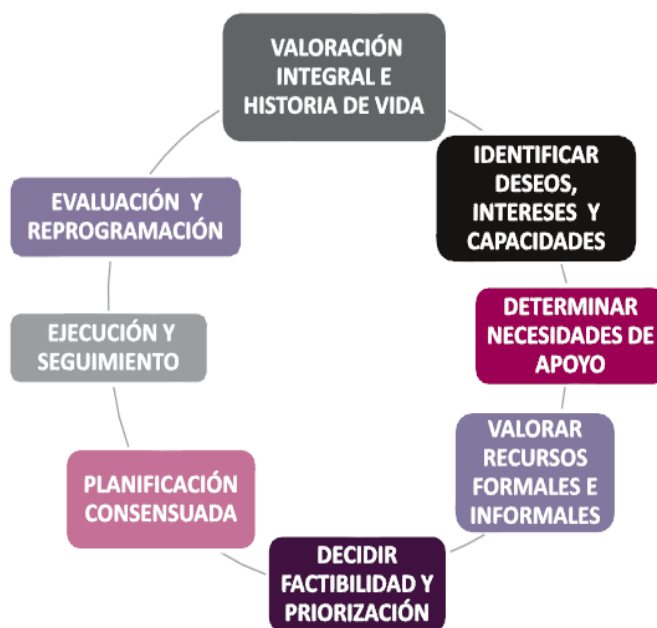 VALORACIÓN
INTEGRAL E
HISTORIA DE VIDA
IDENTIFICAR
DESEOS,
INTERESES Y
CAPACIDADES
DETERMINAR
NECESIDADES DE
APOYO
VALORAR
RECURSOS
FORMALES E
INFORMALES
DECIDIR
FACTIBILIDAD Y
PRIORIZACIÓN
PLANIFICACIÓN
CONSENSUADA
EJECUCIÓN Y
SEGUIMIENTO
EVALUACIÓN Y
REPROGRAMACIÓN